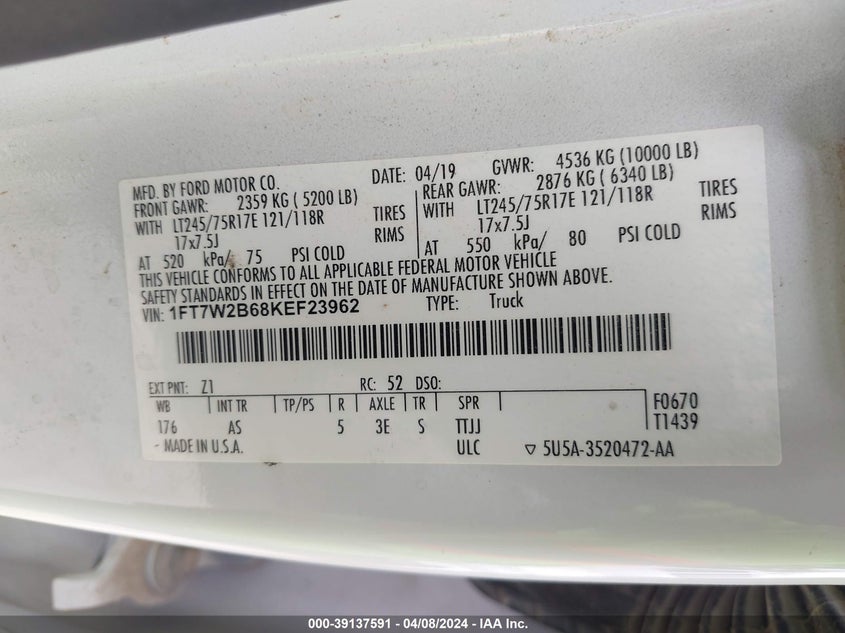 MFD. BY FORD MOTOR CO.
DATE: 04/19 GVWR: 4536 KG (10000 LB)
FRONT GAWR: 2359 KG ( 5200 LB) REAR GAWR: 2876 KG ( 6340 LB)
WITH LT245/75R17E 121/118R TIRES WITH LT245/75R17E 121/118R TIRES
17x7.5J RIMS 17x7.5J RIMS
AT 520 kPa/ 75 PSI COLD AT 550 kPa/ 80 PSI COLD
THIS VEHICLE CONFORMS TO ALL APPLICABLE FEDERAL MOTOR VEHICLE
SAFETY STANDARDS IN EFFECT ON THE DATE OF MANUFACTURE SHOWN ABOVE.
VIN: 1FT7W2B68KEF23962 TYPE: Truck
EXT PNT: Z1 RC: 52 DSO:
WB INT TR TP/PS R AXLE TR SPR F0670
176 AS 5 3E S TTJJ T1439
MADE IN U.S.A. ULC ▽ 5U5A-3520472-AA
000-39137591 - 04/08/2024 - IAA Inc.